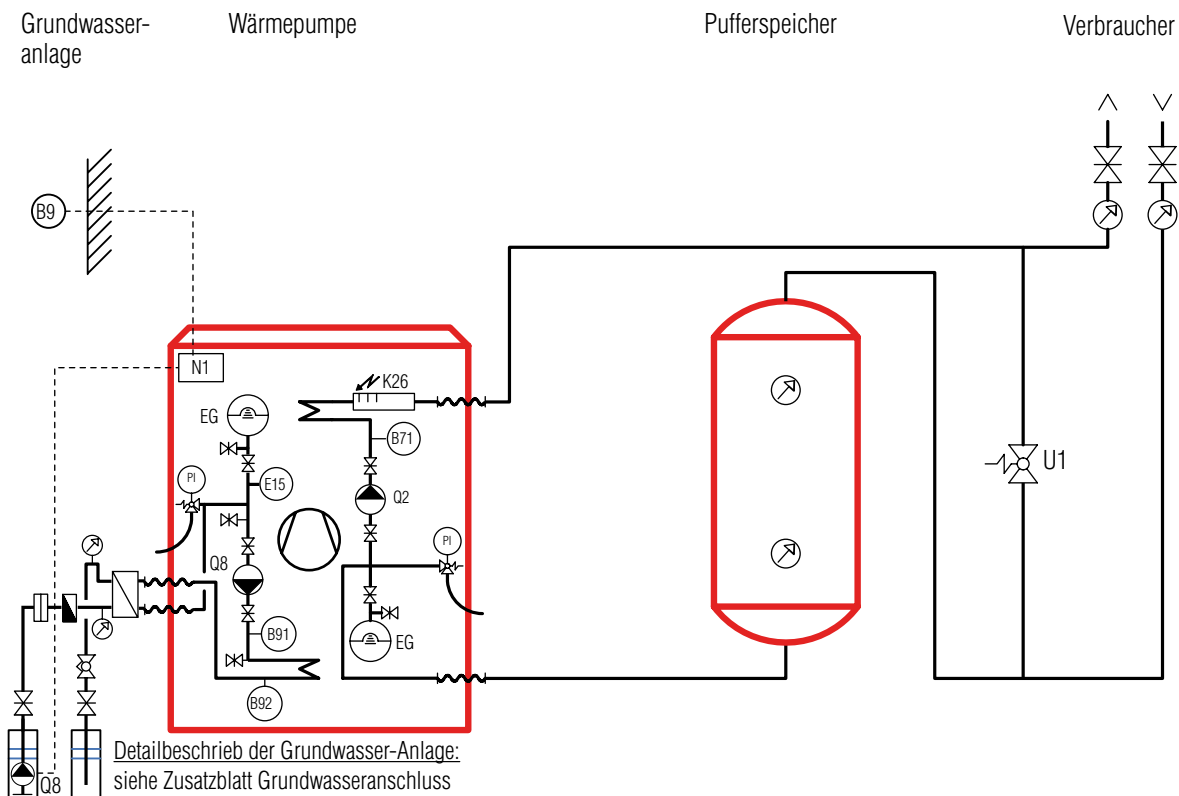 Grundwasser-
anlage
Wärmepumpe
Pufferspeicher
Verbraucher
B9
N1
K26
EG
B71
PI
E15
Q2
PI
Q8
U1
B91
EG
B92
Q8
Detailbeschrieb der Grundwasser-Anlage:
siehe Zusatzblatt Grundwasseranschluss